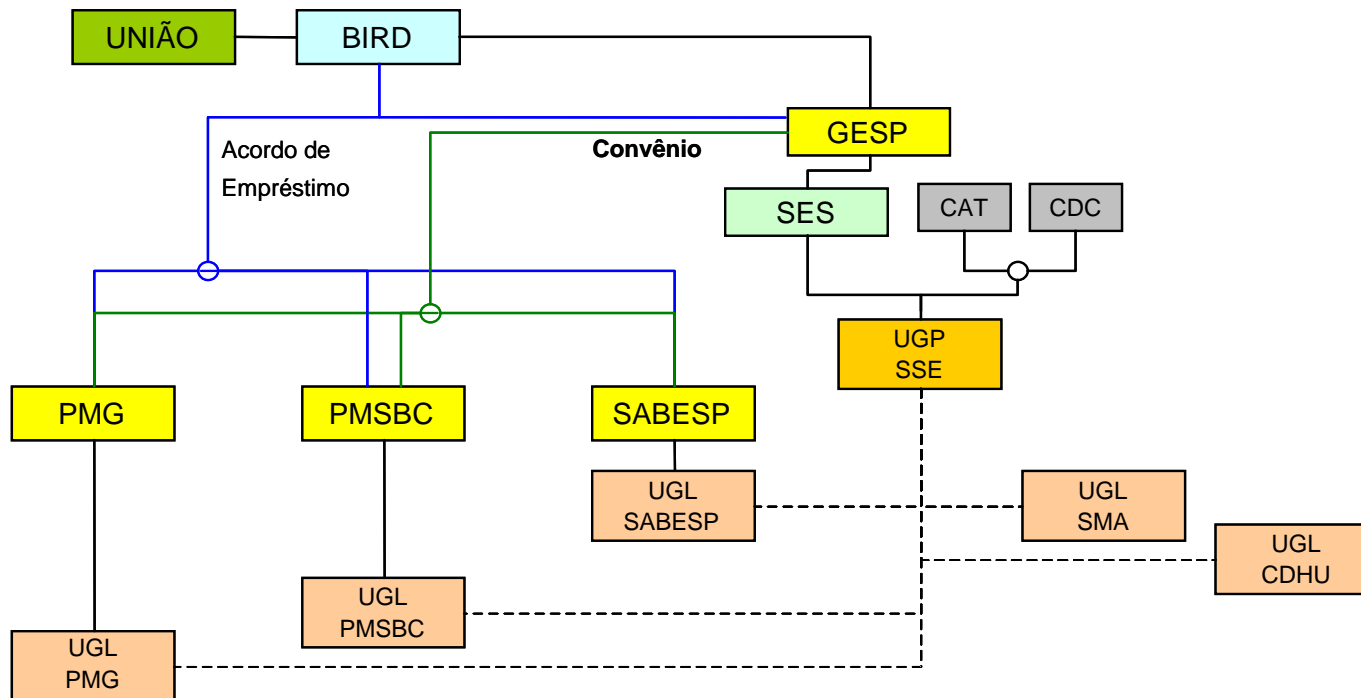 UNIÃO
BIRD
GESP
Acordo de
Empréstimo
Convênio
SES
CAT
CDC
UGP
SSE
PMG
PMSBC
SABESP
UGL
SABESP
UGL
SMA
UGL
CDHU
UGL
PMSBC
UGL
PMG